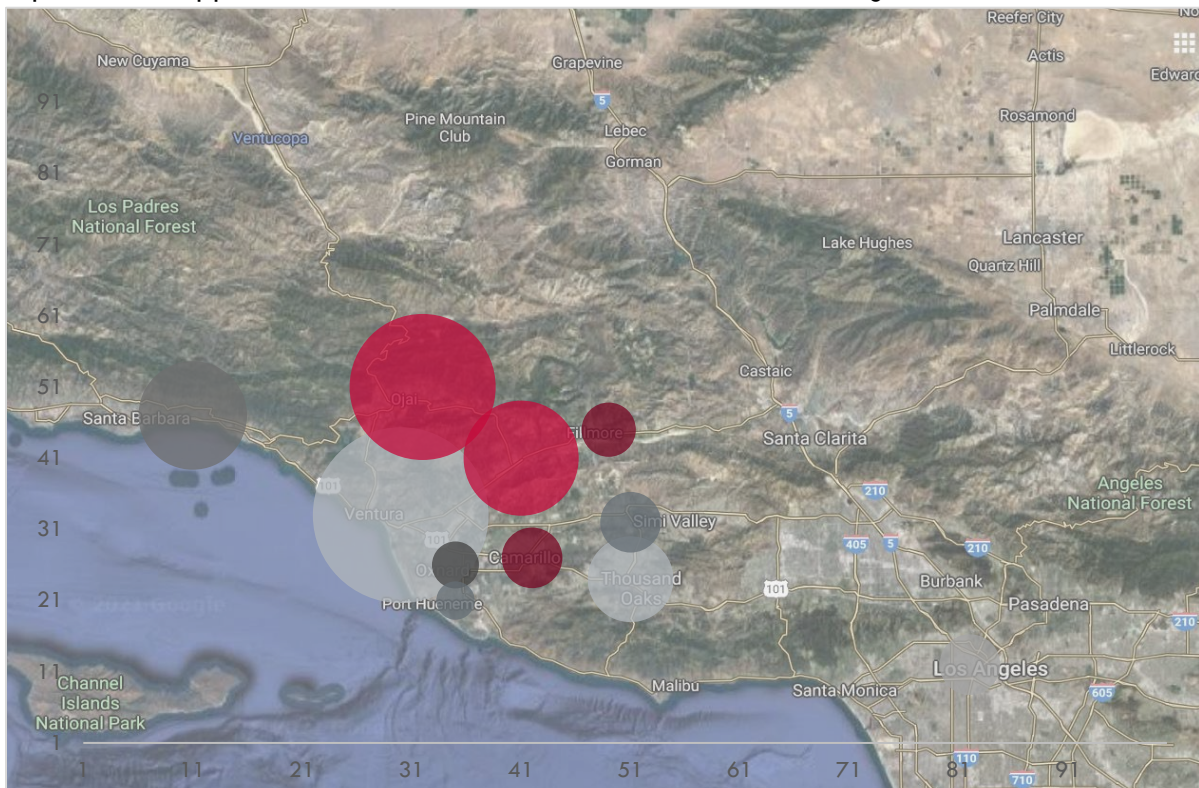 Reefer City
New Cuyama
Grapevine
Actis
Edward
91
5
Pine Mountain
Club
Lebec
Rosamond
Ventucopa
Gorman
81
Los Padres
National Forest
71
Lake Hughes
Lancaster
Quartz Hill
61
Palmdale
Littlerock
51
Castaic
Ojai
Santa Barbara
5
Fillmore
Santa Clarita
41
101
210
Angeles
National Forest
Ventura
31
Simi Valley
101
405
5
210
Camarillo
Thousand
Oaks
101
Burbank
21
Port Hueneme
Pasadena
210
11
Los Angeles
Channel
Islands
National Park
Malibu
Santa Monica
605
1
110
1
11
21
31
41
51
61
71
81
91
710